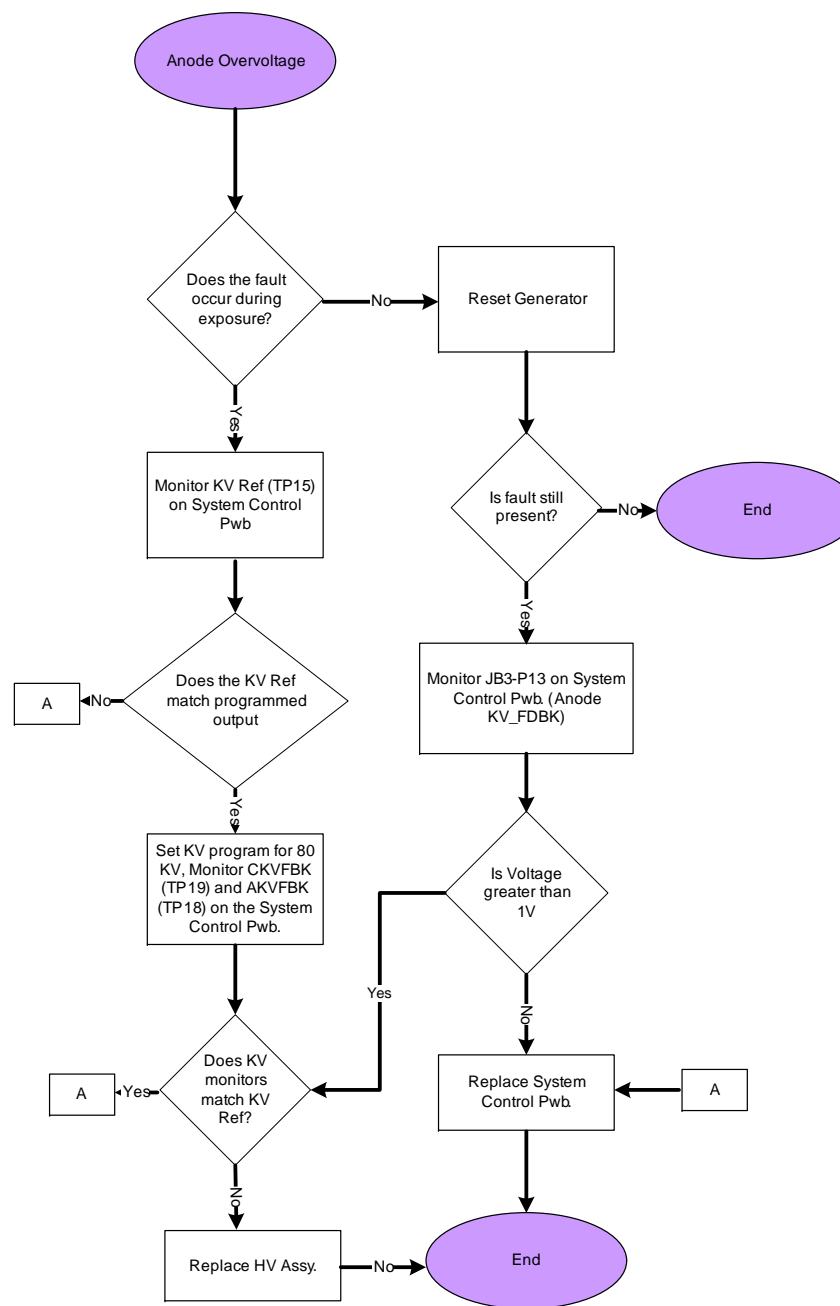 Anode Overvoltage
Does the fault
occur during
exposure?
No
Reset Generator
Yes
Monitor KV Ref (TP15)
on System Control
Pwb
Is fault still
present?
No
End
Yes
Does the KV Ref
match programmed
output
No
A
Monitor JB3-P13 on System
Control Pwb. (Anode
KV_FDBK)
Yes
Set KV program for 80
KV, Monitor CKVFBK
(TP19) and AKVFBK
(TP18) on the System
Control Pwb.
Is Voltage
greater than
1V
Yes
No
Does KV
monitors
match KV
Ref?
Yes
A
Replace System
Control Pwb.
A
No
Replace HV Assy.
No
End